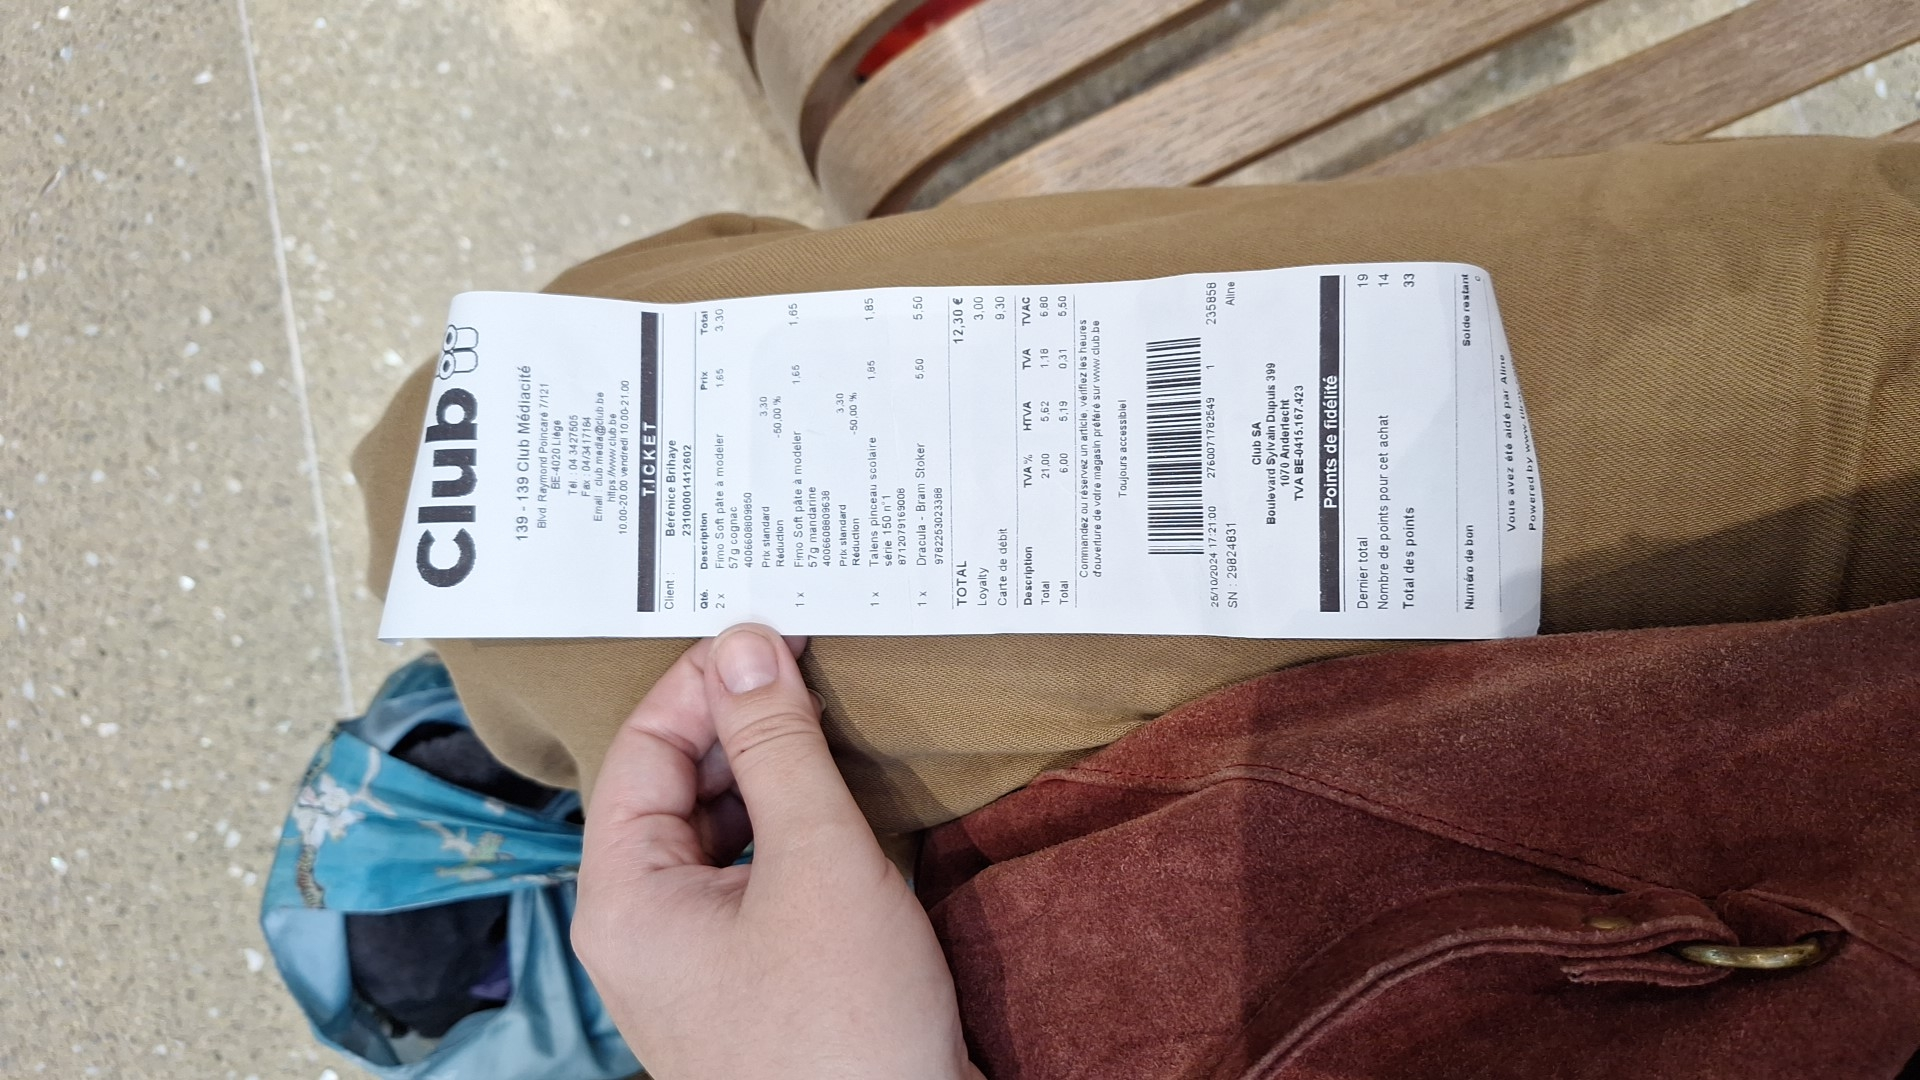 Club
139 - 139 Club Médiacité
Blvd. Raymond Poincaré 7/121
BE-4020 Liège
Tél : 04 3427505
Fax : 04/3417164
Email : club.media@club.be
https://www.club.be
10.00-20.00 vendredi 10.00-21.00
TICKET
Client : Berénice Brihaye
23100001412602
Qté. Description Prix Total
2 x Fimo Soft pâte à modeler 1,65 3,30
57g cognac
4006608809850
Prix standard 3,30
Réduction -50,00 %
1 x Fimo Soft pâte à modeler 1,65 1,65
57g mandarine
4006608809638
Prix standard 3,30
Réduction -50,00 %
1 x Talens pinceau scolaire 1,85 1,85
série 150 n°1
8712079169008
1 x Dracula - Bram Stoker 5,50 5,50
9782253023388
TOTAL 12,30 €
Loyalty 3,00
Carte de débit 9,30
Description TVA% HTVA TVA TVAC
Total 21,00 5,62 1,18 6,80
Total 6,00 5,19 0,31 5,50
Commandez ou réservez un article, vérifiez les heures
d'ouverture de votre magasin préféré sur www.club.be
Toujours accessible!
25/10/2024 17:21:00 2760071782549 1 235858
SN : 29824B31 Aline
Club SA
Boulevard Sylvain Dupuis 399
1070 Anderlecht
TVA BE-0415.167.423
Points de fidélité
Dernier total 19
Nombre de points pour cet achat 14
Total des points 33
Numéro de bon Solde restant
Vous avez été aidé par Aline
Powered by